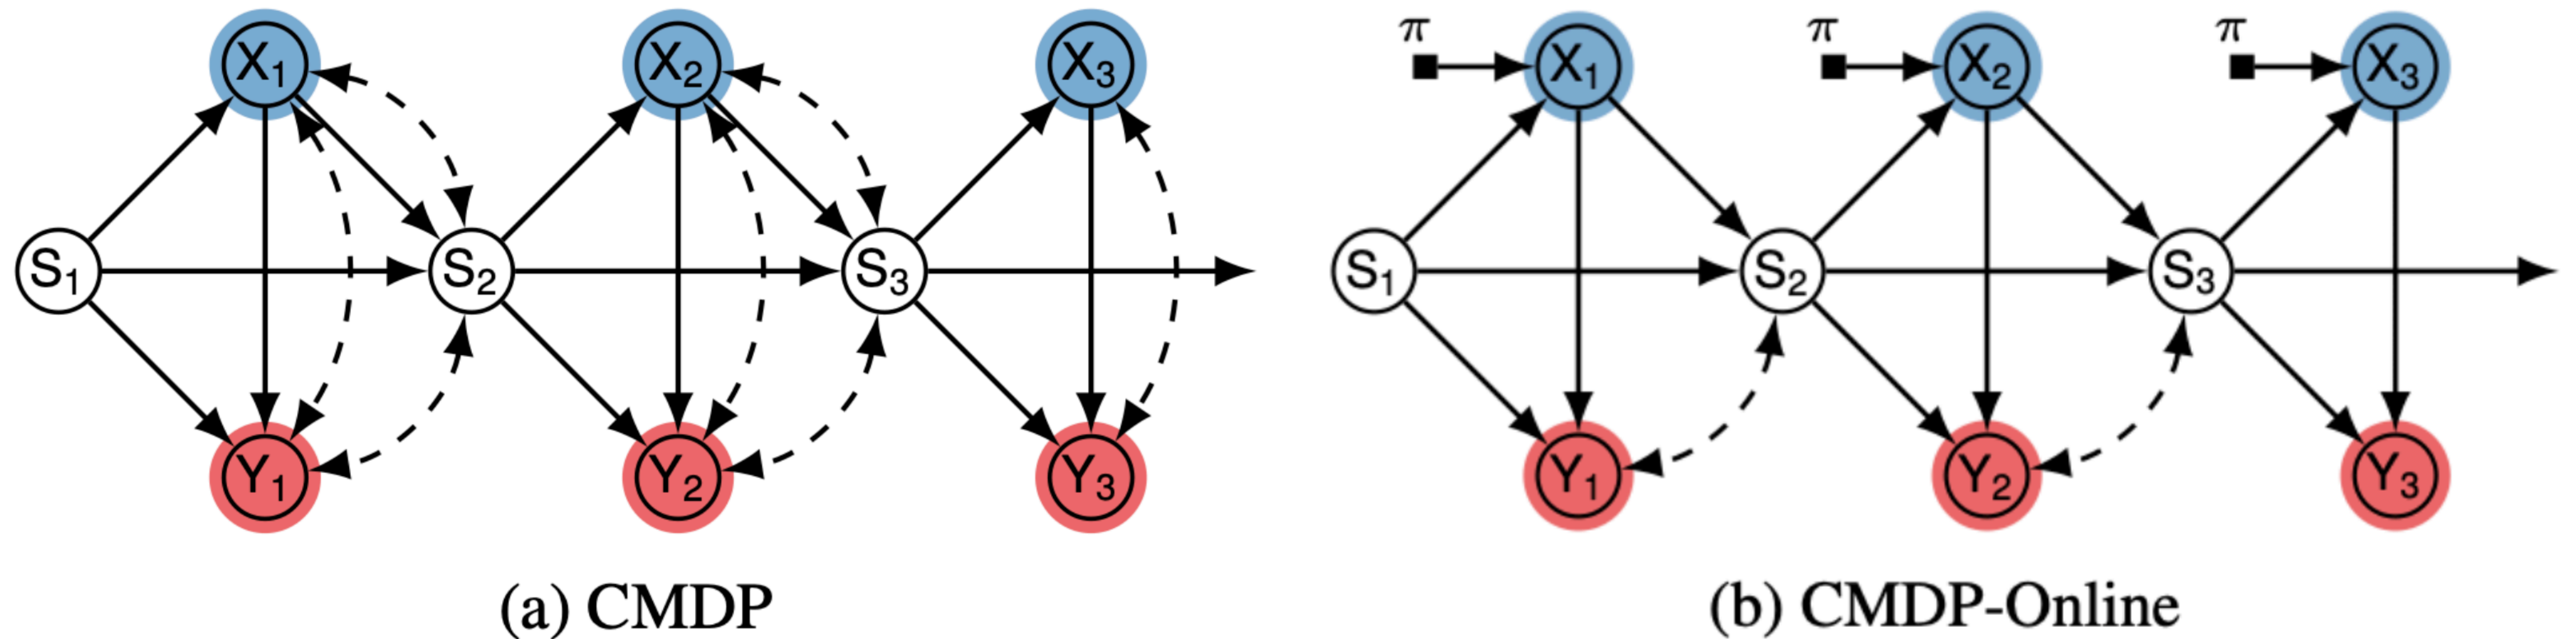 X1 X2 X3
S1 S2 S3
Y1 Y2 Y3
(a) CMDP
π π π
X1 X2 X3
S1 S2 S3
Y1 Y2 Y3
(b) CMDP-Online